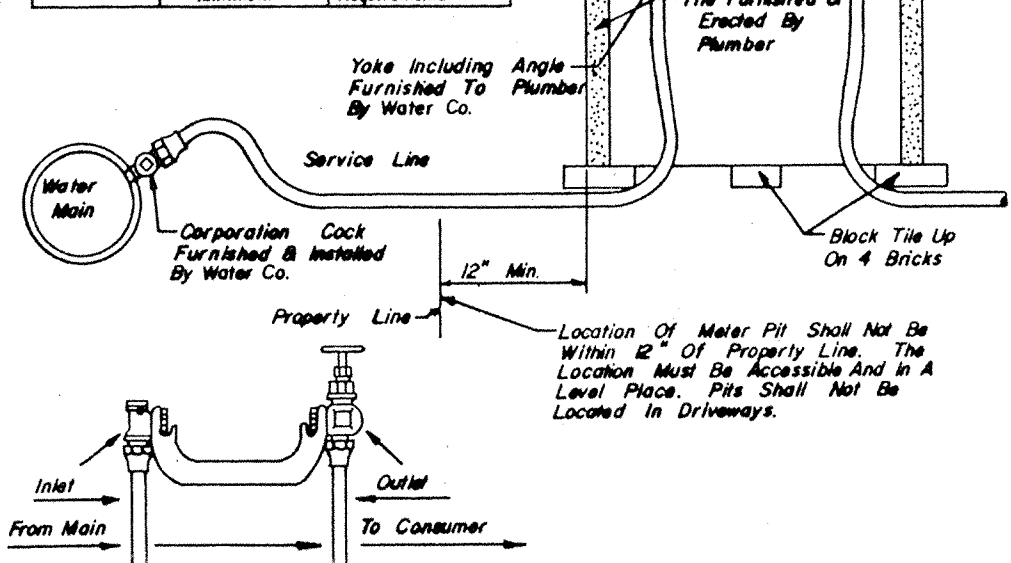 Erected By
Plumber
Yoke Including Angle
Furnished To Plumber
By Water Co.
Service Line
Water
Main
Corporation Cock
Furnished & Installed
By Water Co.
12" Min.
Block Tile Up
On 4 Bricks
Property Line
Location Of Meter Pit Shall Not Be
Within 12" Of Property Line. The
Location Must Be Accessible And In A
Level Place. Pits Shall Not Be
Located In Driveways.
Inlet
Outlet
From Main
To Consumer